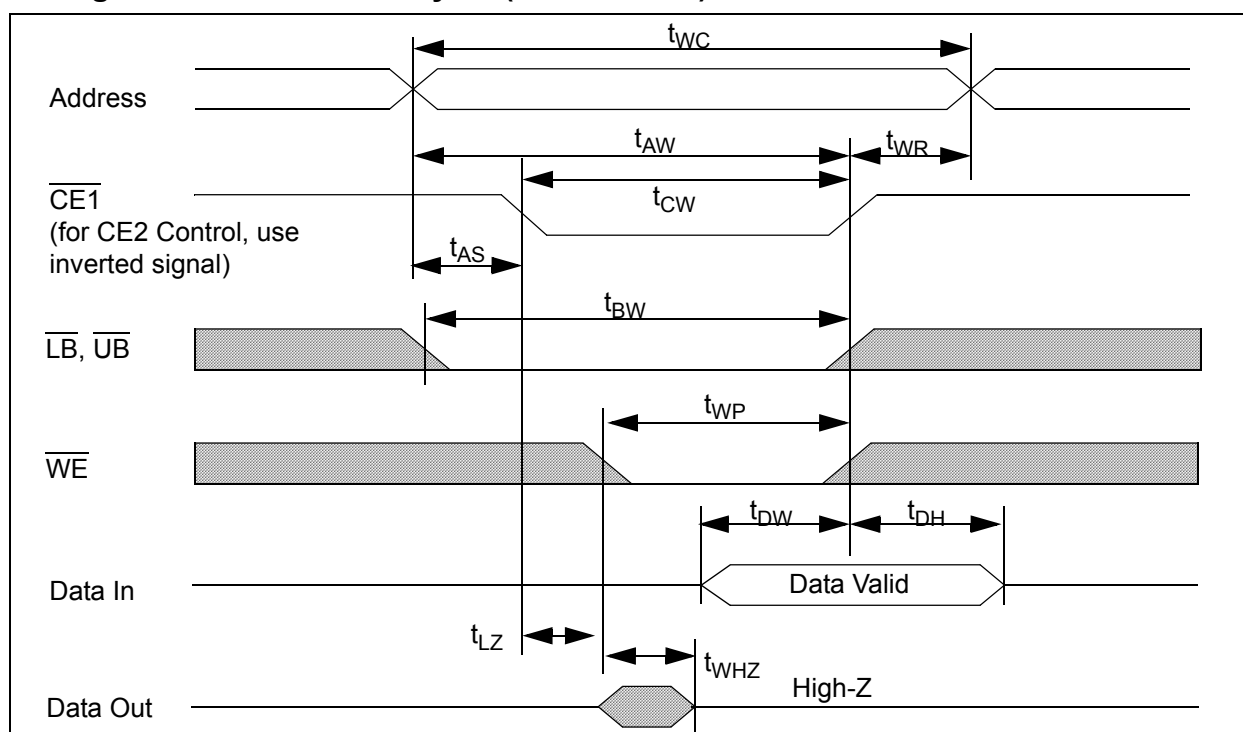 tWC
Address
tAW
tWR
CE1
tCW
(for CE2 Control, use
inverted signal)
tAS
tBW
LB, UB
tWP
WE
tDW
tDH
Data In
Data Valid
tLZ
tWHZ
High-Z
Data Out